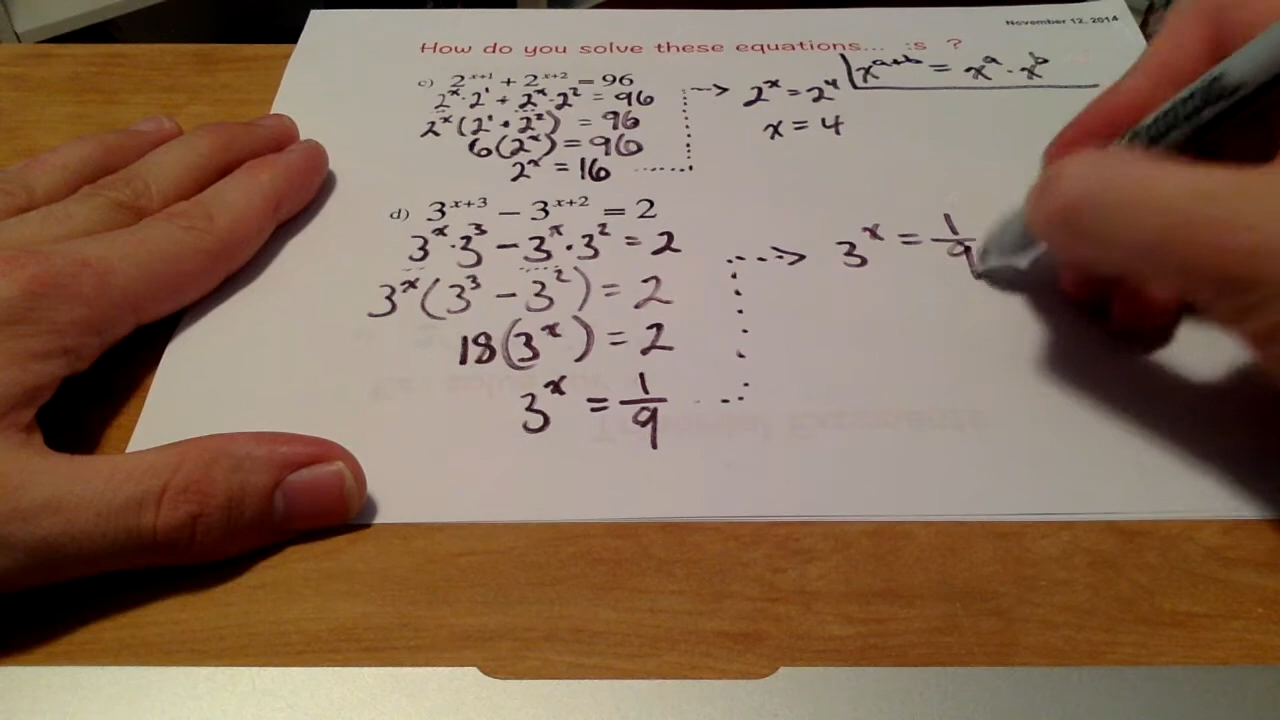 November 12, 2014
How do you solve these equations... :s ?
c) 2^{x+1} + 2^{x+2} = 96
2^x · 2^1 + 2^x · 2^2 = 96
2^x (2^1 + 2^2) = 96
6(2^x) = 96
2^x = 16
2^x = 2^4
x = 4
x^{a+b} = x^a · x^b
d) 3^{x+3} − 3^{x+2} = 2
3^x · 3^3 − 3^x · 3^2 = 2
3^x (3^3 − 3^2) = 2
18(3^x) = 2
3^x = 1/9
3^x = 1/9